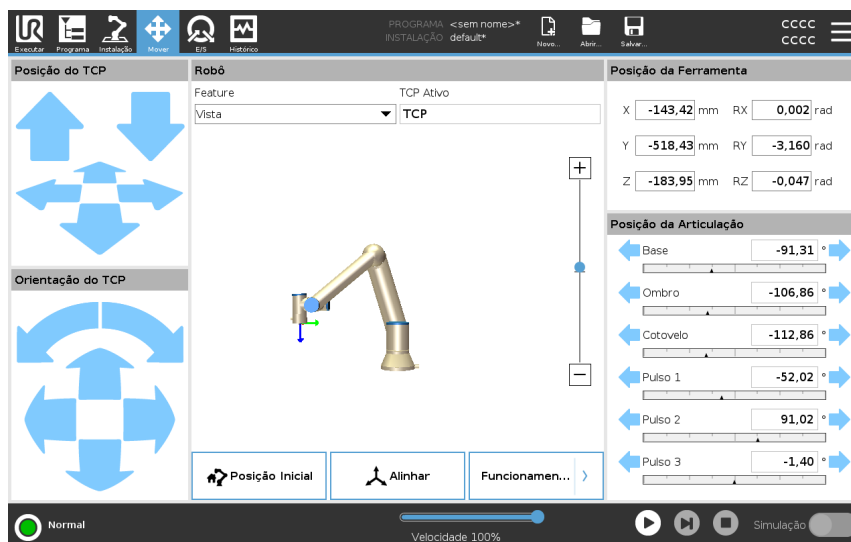 Executar
Programa
Instalação
Mover
E/S
Histórico
PROGRAMA <sem nome>*
INSTALAÇÃO default*
Novo...
Abrir...
Salvar...
CCCC
CCCC
Posição do TCP
Orientação do TCP
Robô
Feature
TCP Ativo
Vista
TCP
+
−
Posição Inicial
Alinhar
Funcionamen... >
Posição da Ferramenta
X -143,42 mm RX 0,002 rad
Y -518,43 mm RY -3,160 rad
Z -183,95 mm RZ -0,047 rad
Posição da Articulação
Base -91,31 °
Ombro -106,86 °
Cotovelo -112,86 °
Pulso 1 -52,02 °
Pulso 2 91,02 °
Pulso 3 -1,40 °
Normal
Velocidade 100%
Simulação